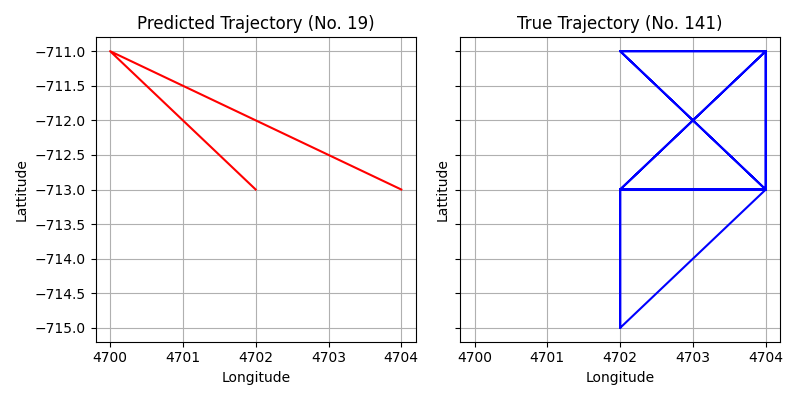 Predicted Trajectory (No. 19)
True Trajectory (No. 141)
Lattitude
−711.0
−711.5
−712.0
−712.5
−713.0
−713.5
−714.0
−714.5
−715.0
4700 4701 4702 4703 4704
Longitude
Lattitude
4700 4701 4702 4703 4704
Longitude